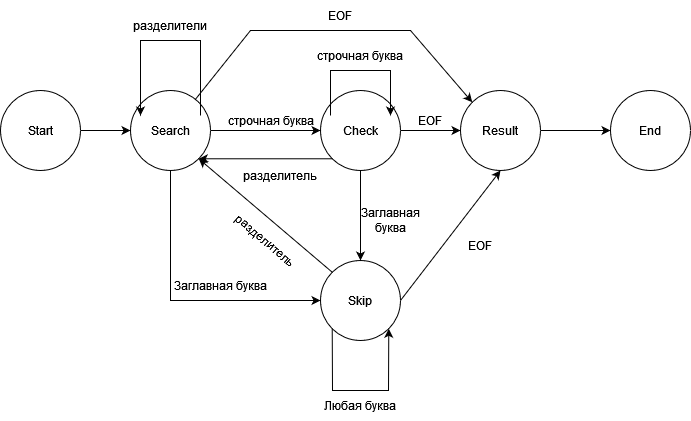 EOF
разделители
строчная буква
Start
Search
строчная буква
Check
EOF
Result
End
разделитель
Заглавная
буква
разделитель
EOF
Заглавная буква
Skip
Любая буква